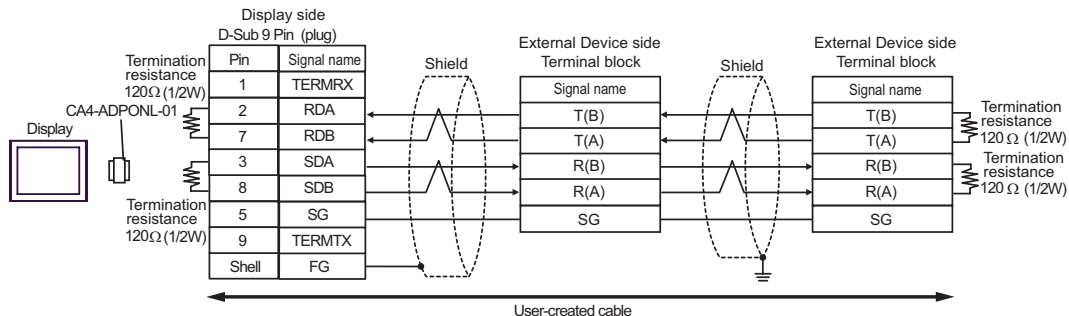 Display side
D-Sub 9 Pin (plug)
Termination
resistance
120Ω (1/2W)
CA4-ADPONL-01
Display
Termination
resistance
120Ω (1/2W)
Pin Signal name
1 TERMRX
2 RDA
7 RDB
3 SDA
8 SDB
5 SG
9 TERMTX
Shell FG
Shield
External Device side
Terminal block
Signal name
T(B)
T(A)
R(B)
R(A)
SG
Shield
External Device side
Terminal block
Signal name
T(B)
T(A)
R(B)
R(A)
SG
Termination
resistance
120 Ω (1/2W)
Termination
resistance
120 Ω (1/2W)
User-created cable